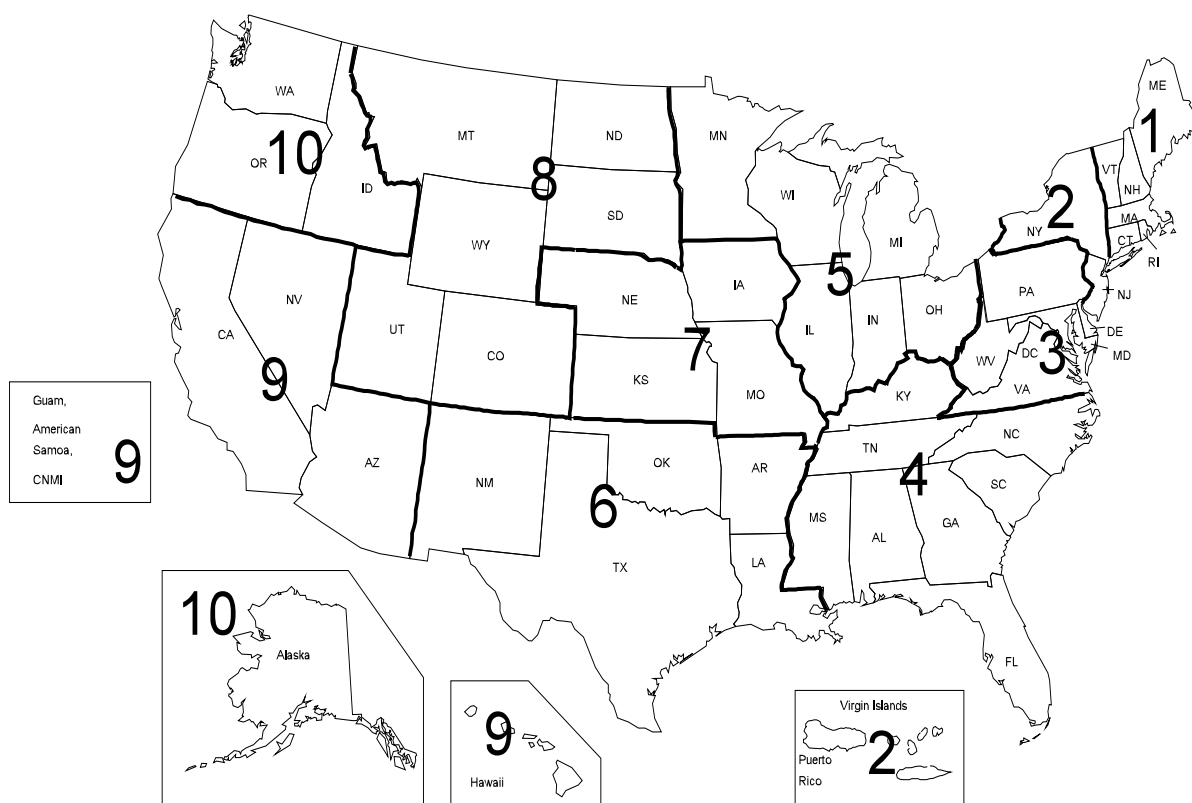 ME
WA
1
MT
ND
MN
OR
10
VT
ID
8
WI
NH
SD
2
MA
NY
WY
MI
CT
RI
5
IA
PA
NE
NJ
NV
OH
UT
IL
IN
DE
CA
7
3
CO
DC
MD
WV
9
KS
VA
MO
KY
Guam,
American
Samoa,
CNMI
9
NC
TN
AZ
OK
AR
4
NM
SC
6
MS
GA
AL
LA
TX
10
Alaska
FL
9
Hawaii
Virgin Islands
2
Puerto
Rico